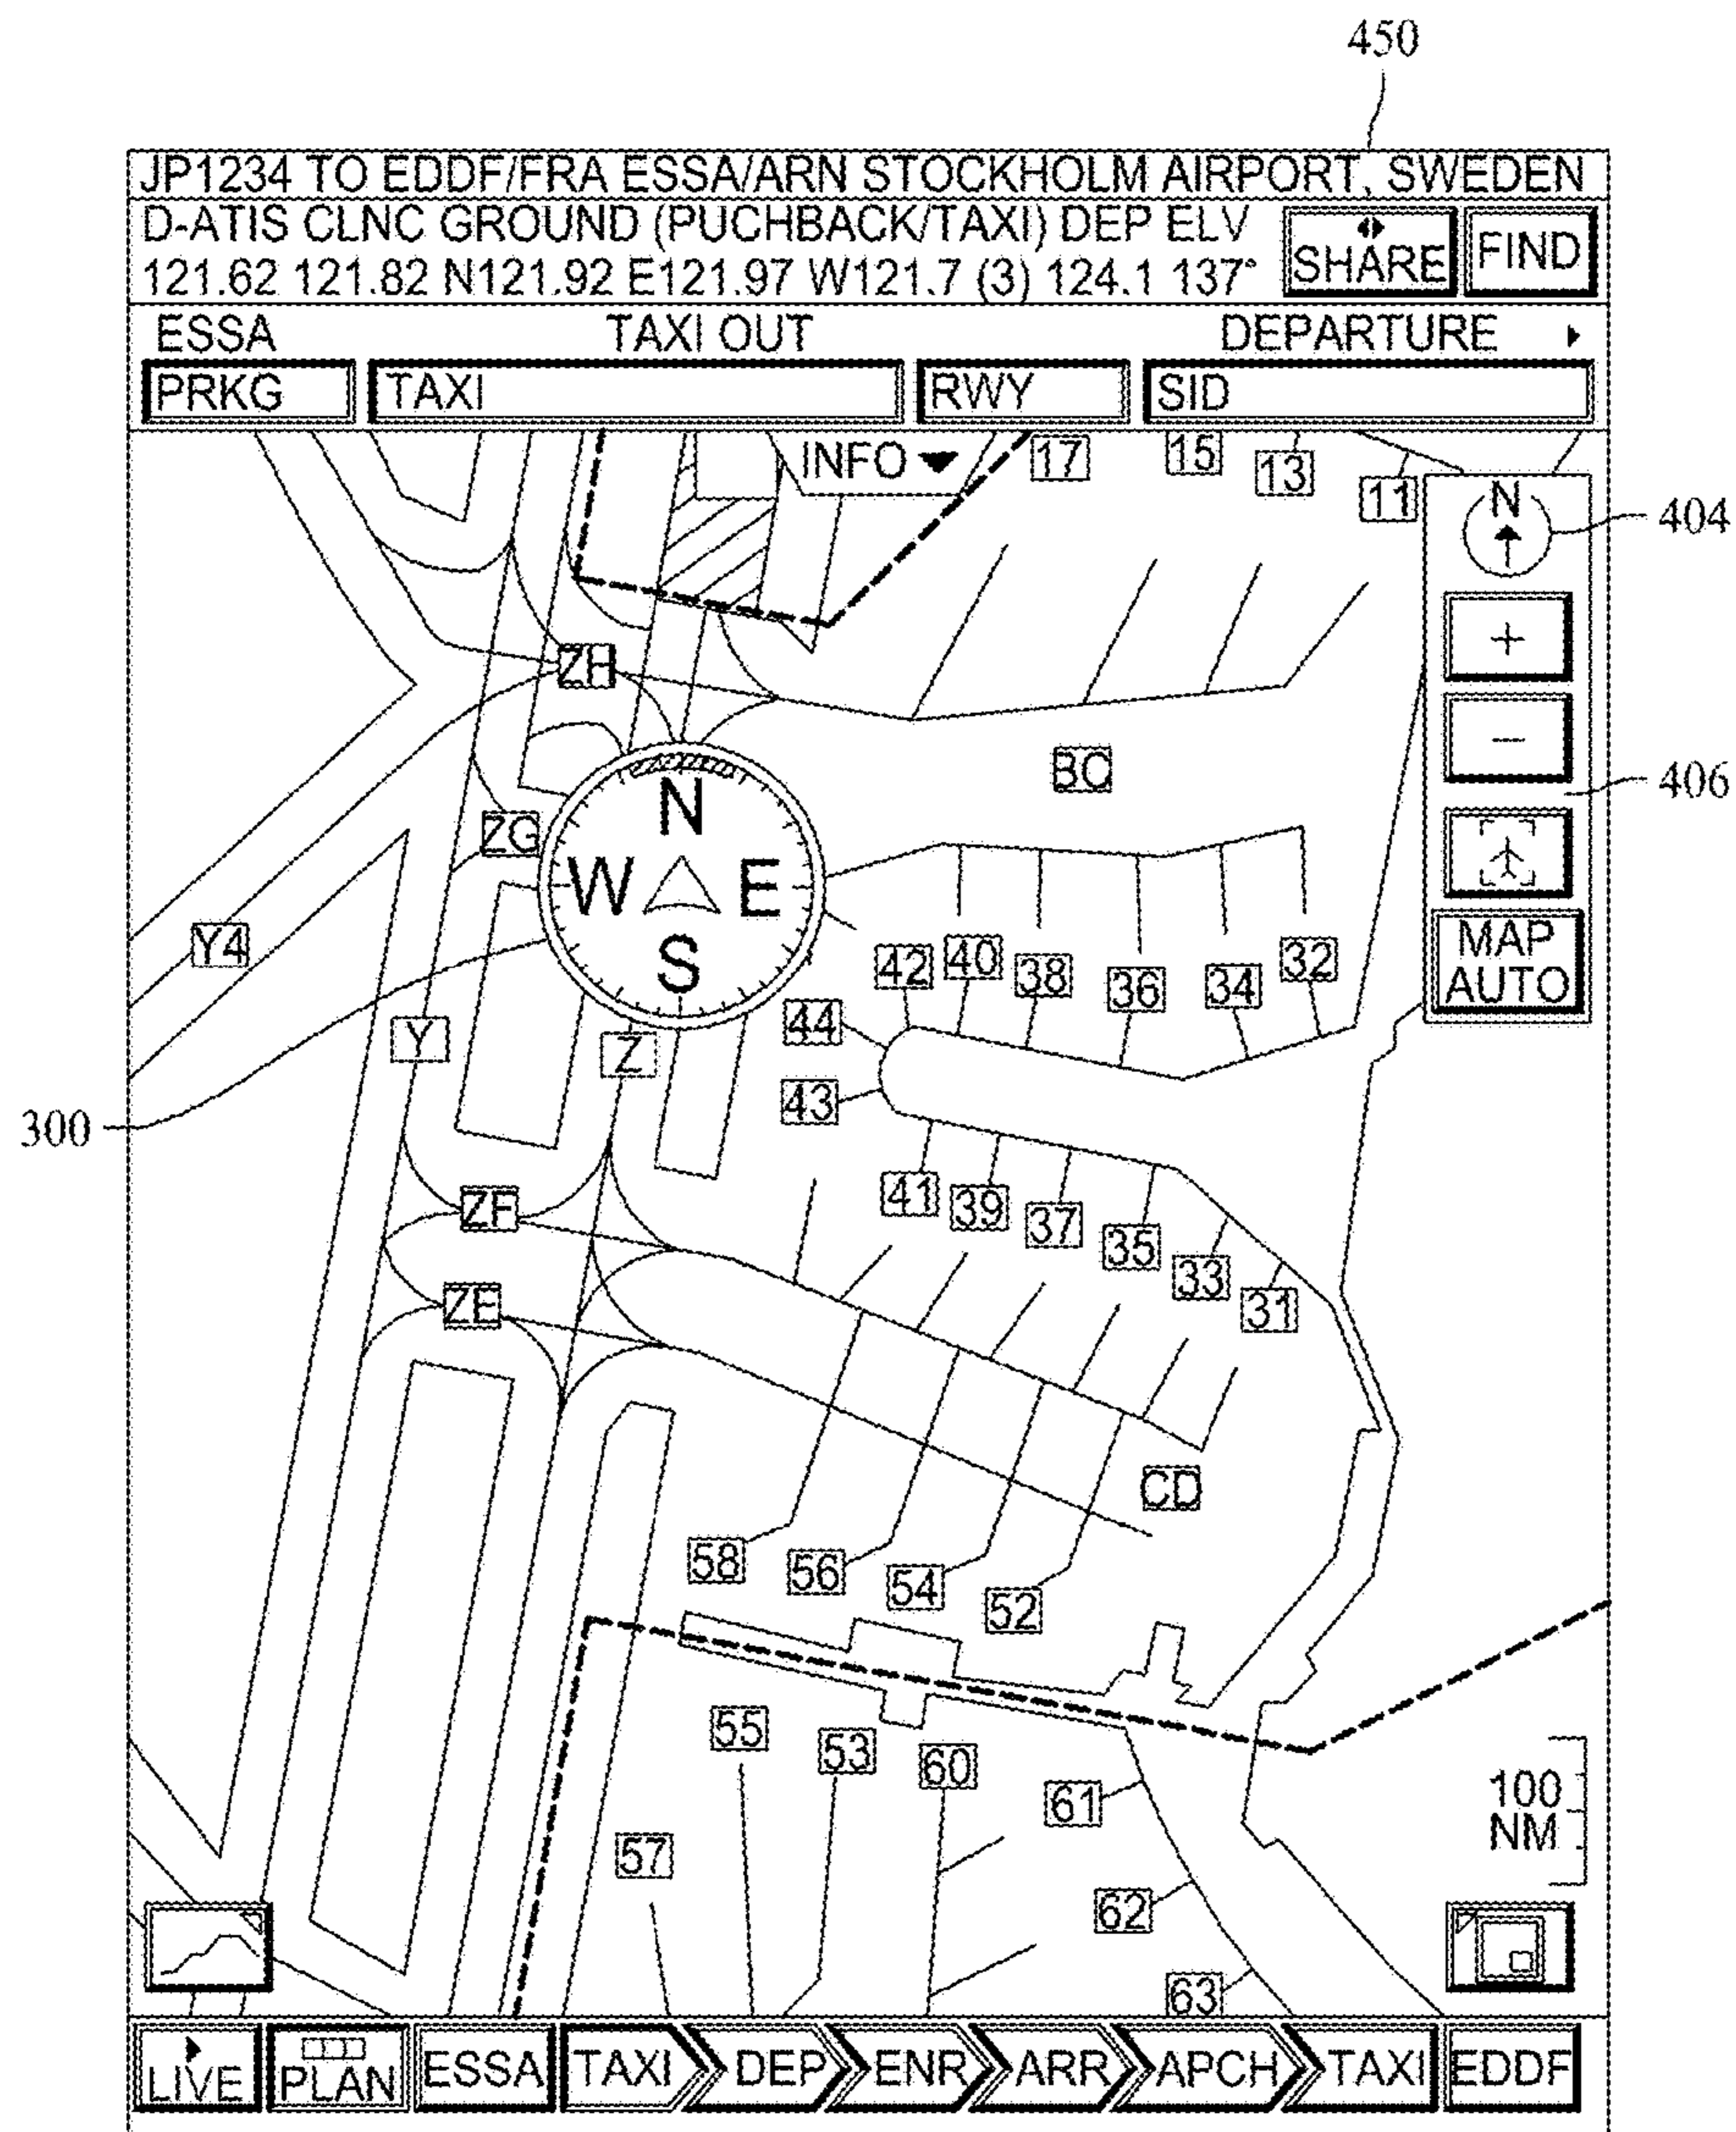 450
JP1234 TO EDDF/FRA ESSA/ARN STOCKHOLM AIRPORT, SWEDEN
D-ATIS CLNC GROUND (PUCHBACK/TAXI) DEP ELV
121.62 121.82 N121.92 E121.97 W121.7 (3) 124.1 137°
SHARE FIND
ESSA TAXI OUT DEPARTURE
PRKG TAXI RWY SID
INFO 17 15 13 11
N 404
+
ZH
−
BC 406
N
ZG
W E
Y4 MAP
AUTO
S
42 40 38 36 34 32
44
Y Z
43
300
41 39 37 35 33 31
ZF
ZE
CD
58 56 54 52
55 53 60 61
100
NM
57
62
63
LIVE PLAN ESSA TAXI DEP ENR ARR APCH TAXI EDDF